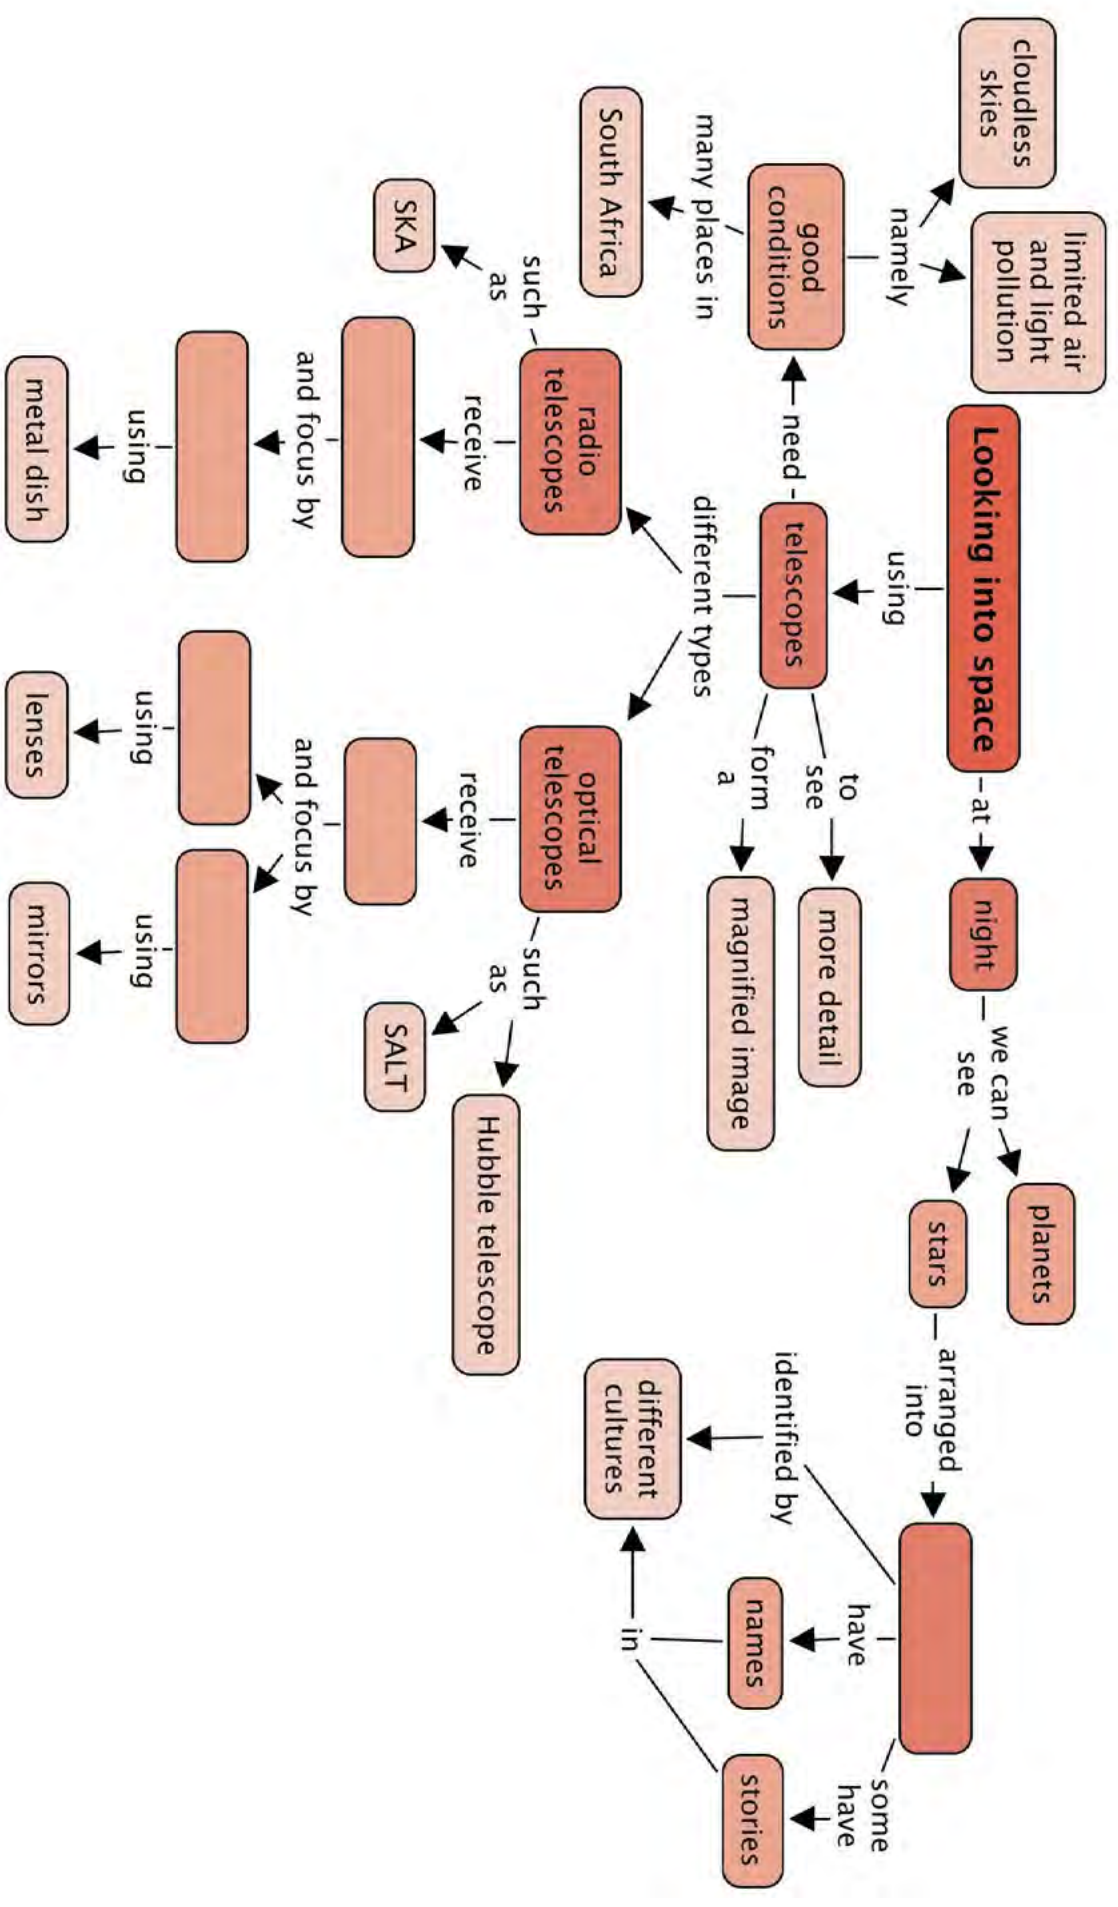 Looking into space
at
night
we can
see
planets
stars
arranged
into
identified by
different
cultures
have
names
some
have
stories
in
using
telescopes
to
see
more detail
form
a
magnified image
need
good
conditions
namely
cloudless
skies
limited air
and light
pollution
many places in
South Africa
different types
radio
telescopes
such
as
SKA
receive
and focus by
using
metal dish
optical
telescopes
such
as
SALT
Hubble telescope
receive
and focus by
using
lenses
using
mirrors